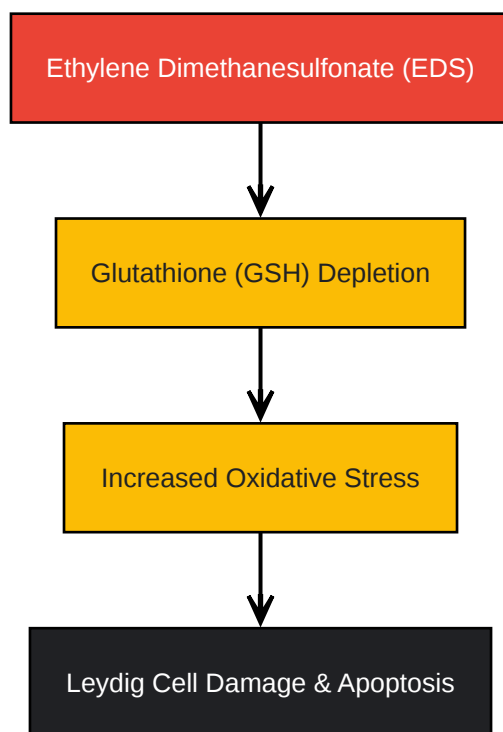 Ethylene Dimethanesulfonate (EDS)
Glutathione (GSH) Depletion
Increased Oxidative Stress
Leydig Cell Damage & Apoptosis